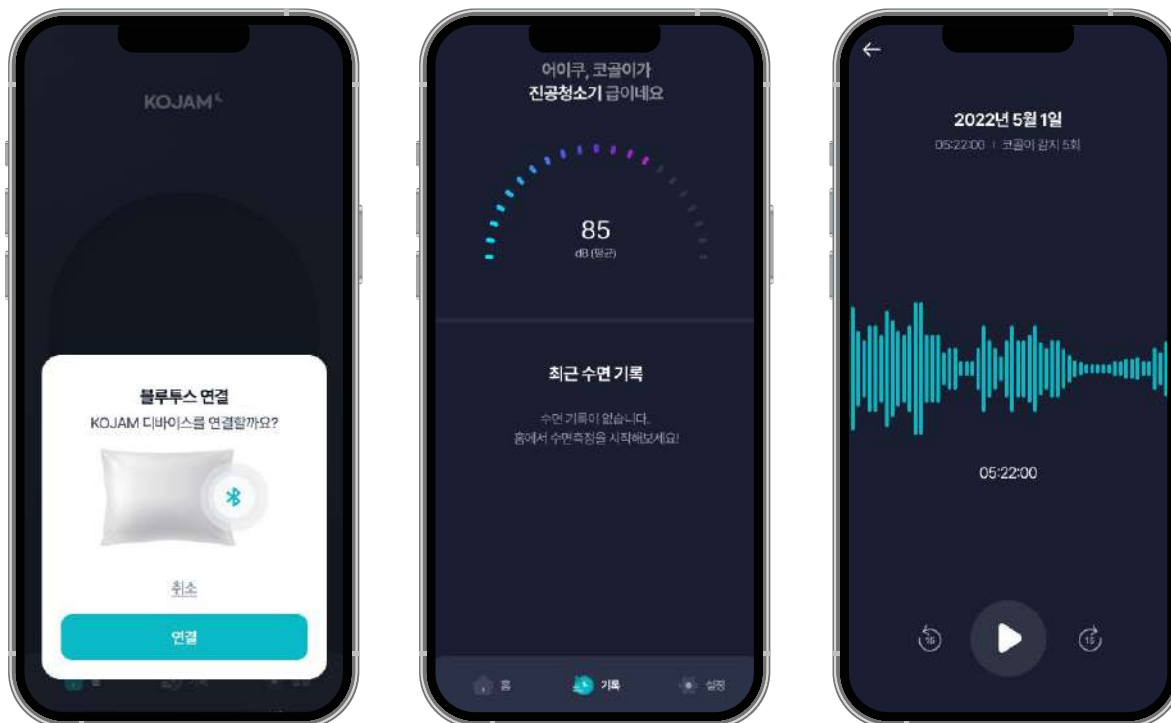 KOJAM
블루투스 연결
KOJAM 디바이스를 연결할까요?
취소
연결
홈
기록
어이쿠, 코골이가
진공청소기 급이네요
85
dB (평균)
최근 수면 기록
수면 기록이 없습니다.
홈에서 수면측정을 시작해보세요!
홈
기록
설정
2022년 5월 1일
05:22:00 | 코골이 감지 5회
05:22:00
15
15